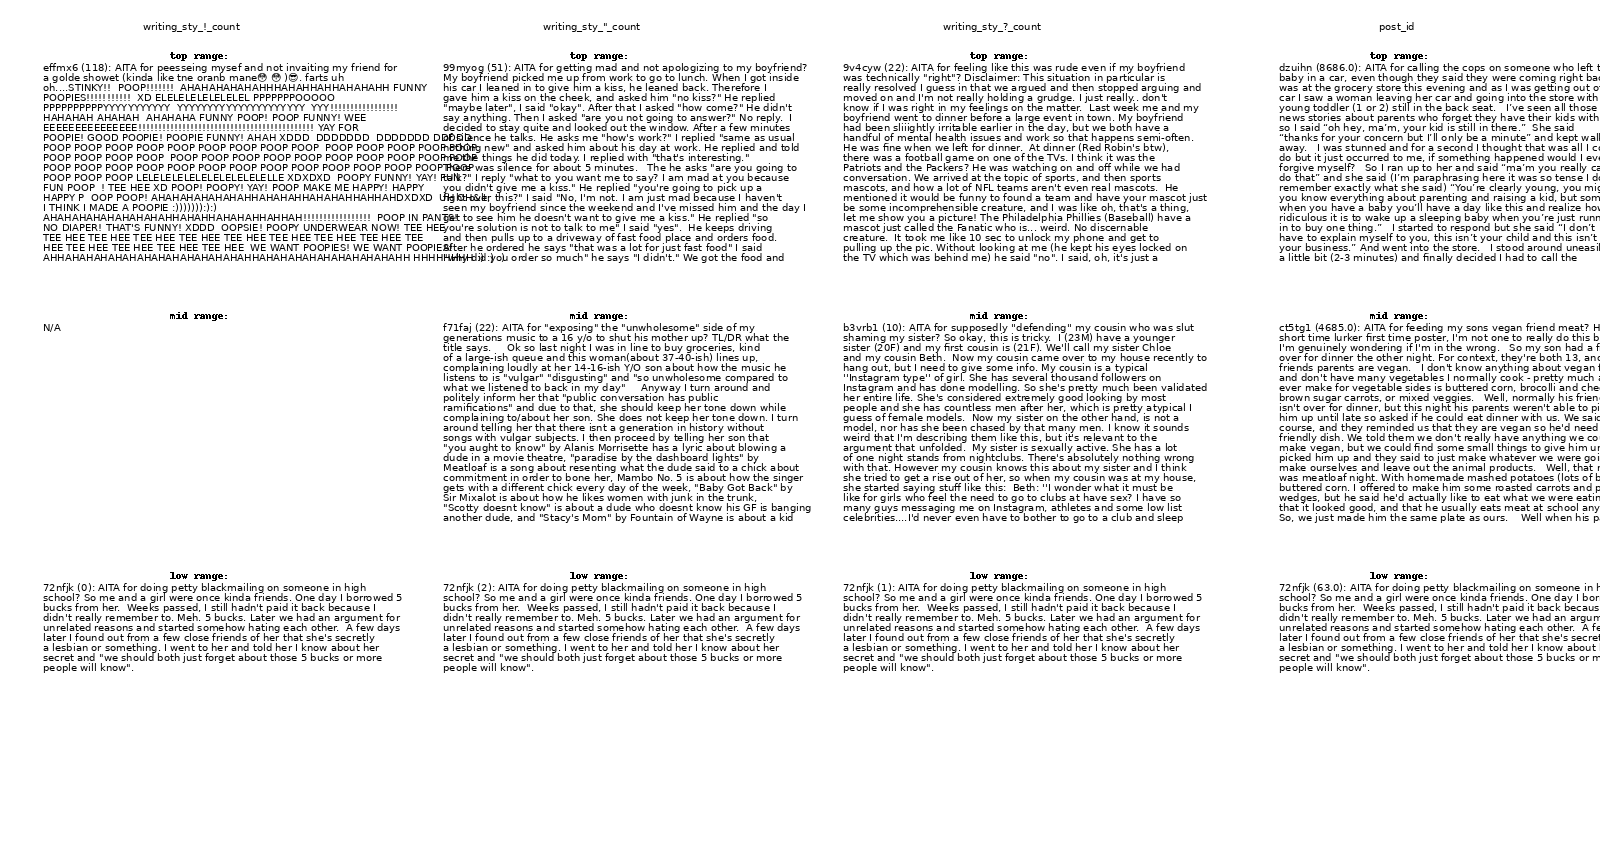 writing_sty_!_count
writing_sty_"_count
writing_sty_?_count
post_id
top range:
effmx6 (118): AITA for peesseing mysef and not invaiting my friend for
a golde showet (kinda like tne oranb mane😳 😳 )😎. farts uh
oh....STINKY!! POOP!!!!!!! AHAHAHAHAHAHHAHAHHAHHAHAHAHH FUNNY
POOPIES!!!!!!!!!!! XD ELELELELELELELEL PPPPPPPOOOOO
PPPPPPPPPPYYYYYYYYYYY YYYYYYYYYYYYYYYYYYYYY YYY!!!!!!!!!!!!!!!!!
HAHAHAH AHAHAH AHAHAHA FUNNY POOP! POOP FUNNY! WEE
EEEEEEEEEEEEEEE!!!!!!!!!!!!!!!!!!!!!!!!!!!!!!!!!!!!!!!!!!!! YAY FOR
POOPIE! GOOD POOPIE! POOPIE FUNNY! AHAH XDDD DDDDDDD DDDDDDD
POOP POOP POOP POOP POOP POOP POOP POOP POOP POOP POOP POOP POOP
POOP POOP POOP POOP POOP POOP POOP POOP POOP POOP POOP POOP
POOP POOP POOP POOP POOP POOP POOP POOP POOP POOP POOP POOP POOP
POOP POOP POOP LELELELELELELELELELELE XDXDXD POOPY FUNNY! YAY! FUN
FUN POOP ! TEE HEE XD POOP! POOPY! YAY! POOP MAKE ME HAPPY! HAPPY
HAPPY P OOP POOP! AHAHAHAHAHAHAHHAHAHAHHAHAHAHHAHDXDXD
I THINK I MADE A POOPIE :)))))))::):)
AHAHAHAHAHAHAHAHAHHAHAHHAHAHAHHAHHAH!!!!!!!!!!!!!!!!! POOP IN PANTS!
NO DIAPER! THAT'S FUNNY! XDDD OOPSIE! POOPY UNDERWEAR NOW! TEE HEE
TEE HEE TEE HEE TEE HEE TEE HEE TEE HEE TEE HEE TEE HEE TEE HEE
HEE TEE HEE TEE HEE TEE HEE TEE HEE WE WANT POOPIES! WE WANT POOPIES!
top range:
99myog (51): AITA for getting mad and not apologizing to my boyfriend?
My boyfriend picked me up from work to go to lunch. When I got inside
his car I leaned in to give him a kiss, he leaned back. Therefore I
gave him a kiss on the cheek, and asked him "no kiss?" He replied
"maybe later", I said "okay". After that I asked "how come?" He didn't
say anything. Then I asked "are you not going to answer?" No reply. I
decided to stay quite and looked out the window. After a few minutes
of silence he talks. He asks me "how's work?" I replied "same as usual
nothing new" and asked him about his day at work. He replied and told
me the things he did today. I replied with "that's interesting."
There was silence for about 5 minutes. The he asks "are you going to
talk?" I reply "what to you want me to say? I am mad at you because
you didn't give me a kiss." He replied "you're going to pick up a
fight over this?" I said "No, I'm not. I am just mad because I haven't
seen my boyfriend since the weekend and I've missed him and the day I
get to see him he doesn't want to give me a kiss." He replied "so
you're solution is not to talk to me" I said "yes". He keeps driving
and then pulls up to a driveway of fast food place and orders food.
after he ordered he says "that was a lot for just fast food" I said
"why did you order so much" he says "I didn't." We got the food and
top range:
9v4cyw (22): AITA for feeling like this was rude even if my boyfriend
was technically "right"? Disclaimer: This situation in particular is
really resolved I guess in that we argued and then stopped arguing and
moved on and I'm not really holding a grudge. I just really.. don't
know if I was right in my feelings on the matter. Last week me and my
boyfriend went to dinner before a large event in town. My boyfriend
had been sliiightly irritable earlier in the day, but we both have a
handful of mental health issues and work so that happens semi-often.
He was fine when we left for dinner. At dinner (Red Robin's btw),
there was a football game on one of the TVs. I think it was the
Patriots and the Packers? He was watching on and off while we had
conversation. We arrived at the topic of sports, and then sports
mascots, and how a lot of NFL teams aren't even real mascots. He
mentioned it would be funny to found a team and have your mascot just
be some incomprehensible creature, and I was like oh, that's a thing,
let me show you a picture! The Philadelphia Phillies (Baseball) have a
mascot just called the Fanatic who is... weird. No discernable
creature. It took me like 10 sec to unlock my phone and get to
pulling up the pic. Without looking at me (he kept his eyes locked on
the TV which was behind me) he said "no". I said, oh, it's just a
top range:
dzuihn (8686.0): AITA for calling the cops on someone who left t
baby in a car, even though they said they were coming right bac
was at the grocery store this evening and as I was getting out of
car I saw a woman leaving her car and going into the store with
young toddler (1 or 2) still in the back seat. I've seen all those
news stories about parents who forget they have their kids with
so I said “oh hey, ma'm, your kid is still in there.” She said
“thanks for your concern but I’ll only be a minute” and kept walk
away. I was stunned and for a second I thought that was all I co
do but it just occurred to me, if something happened would I eve
forgive myself? So I ran up to her and said “ma’m you really ca
do that” and she said (I’m paraphrasing here it was so tense I do
remember exactly what she said) “You’re clearly young, you mig
you know everything about parenting and raising a kid, but som
when you have a baby you’ll have a day like this and realize how
ridiculous it is to wake up a sleeping baby when you’re just runn
in to buy one thing.” I started to respond but she said “I don’t
have to explain myself to you, this isn’t your child and this isn’t
your business.” And went into the store. I stood around uneasil
a little bit (2-3 minutes) and finally decided I had to call the
mid range:
N/A
mid range:
f71faj (22): AITA for "exposing" the "unwholesome" side of my
generations music to a 16 y/o to shut his mother up? TL/DR what the
title says. Ok so last night I was in line to buy groceries, kind
of a large-ish queue and this woman(about 37-40-ish) lines up,
complaining loudly at her 14-16-ish Y/O son about how the music he
listens to is "vulgar" "disgusting" and "so unwholesome compared to
what we listened to back in my day" Anyway I turn around and
politely inform her that "public conversation has public
ramifications" and due to that, she should keep her tone down while
complaining to/about her son. She does not keep her tone down. I turn
around telling her that there isnt a generation in history without
songs with vulgar subjects. I then proceed by telling her son that
"you aught to know" by Alanis Morrisette has a lyric about blowing a
dude in a movie theatre, "paradise by the dashboard lights" by
Meatloaf is a song about resenting what the dude said to a chick about
commitment in order to bone her, Mambo No. 5 is about how the singer
gets with a different chick every day of the week, "Baby Got Back" by
Sir Mixalot is about how he likes women with junk in the trunk,
"Scotty doesnt know" is about a dude who doesnt know his GF is banging
another dude, and "Stacy's Mom" by Fountain of Wayne is about a kid
mid range:
b3vrb1 (10): AITA for supposedly "defending" my cousin who was slut
shaming my sister? So okay, this is tricky. I (23M) have a younger
sister (20F) and my first cousin is (21F). We'll call my sister Chloe
and my cousin Beth. Now my cousin came over to my house recently to
hang out, but I need to give some info. My cousin is a typical
''Instagram type'' of girl. She has several thousand followers on
Instagram and has done modelling. So she's pretty much been validated
her entire life. She's considered extremely good looking by most
people and she has countless men after her, which is pretty atypical I
guess of female models. Now my sister on the other hand, is not a
model, nor has she been chased by that many men. I know it sounds
weird that I'm describing them like this, but it's relevant to the
argument that unfolded. My sister is sexually active. She has a lot
of one night stands from nightclubs. There's absolutely nothing wrong
with that. However my cousin knows this about my sister and I think
she tried to get a rise out of her, so when my cousin was at my house,
she started saying stuff like this: Beth: ''I wonder what it must be
like for girls who feel the need to go to clubs at have sex? I have so
many guys messaging me on Instagram, athletes and some low list
celebrities....I'd never even have to bother to go to a club and sleep
mid range:
ct5tg1 (4685.0): AITA for feeding my sons vegan friend meat? H
short time lurker first time poster, I'm not one to really do this b
I'm genuinely wondering if I'm in the wrong. So my son had a f
over for dinner the other night. For context, they're both 13, anc
friends parents are vegan. I don't know anything about vegan f
and don't have many vegetables I normally cook - pretty much a
ever make for vegetable sides is buttered corn, brocolli and che
brown sugar carrots, or mixed veggies. Well, normally his frien
isn't over for dinner, but this night his parents weren't able to pi
him up until late so asked if he could eat dinner with us. We said
course, and they reminded us that they are vegan so he'd need
friendly dish. We told them we don't really have anything we co
make vegan, but we could find some small things to give him un
picked him up and they said to just make whatever we were goi
make ourselves and leave out the animal products. Well, that n
was meatloaf night. With homemade mashed potatoes (lots of b
buttered corn. I offered to make him some roasted carrots and p
wedges, but he said he'd actually like to eat what we were eatin
that it looked good, and that he usually eats meat at school any
So, we just made him the same plate as ours. Well when his pa
low range:
72nfjk (0): AITA for doing petty blackmailing on someone in high
school? So me and a girl were once kinda friends. One day I borrowed 5
bucks from her. Weeks passed, I still hadn't paid it back because I
didn't really remember to. Meh. 5 bucks. Later we had an argument for
unrelated reasons and started somehow hating each other. A few days
later I found out from a few close friends of her that she's secretly
a lesbian or something. I went to her and told her I know about her
secret and "we should both just forget about those 5 bucks or more
people will know".
low range:
72nfjk (2): AITA for doing petty blackmailing on someone in high
school? So me and a girl were once kinda friends. One day I borrowed 5
bucks from her. Weeks passed, I still hadn't paid it back because I
didn't really remember to. Meh. 5 bucks. Later we had an argument for
unrelated reasons and started somehow hating each other. A few days
later I found out from a few close friends of her that she's secretly
a lesbian or something. I went to her and told her I know about her
secret and "we should both just forget about those 5 bucks or more
people will know".
low range:
72nfjk (1): AITA for doing petty blackmailing on someone in high
school? So me and a girl were once kinda friends. One day I borrowed 5
bucks from her. Weeks passed, I still hadn't paid it back because I
didn't really remember to. Meh. 5 bucks. Later we had an argument for
unrelated reasons and started somehow hating each other. A few days
later I found out from a few close friends of her that she's secretly
a lesbian or something. I went to her and told her I know about her
secret and "we should both just forget about those 5 bucks or more
people will know".
low range:
72nfjk (63.0): AITA for doing petty blackmailing on someone in h
school? So me and a girl were once kinda friends. One day I bor
bucks from her. Weeks passed, I still hadn't paid it back becaus
didn't really remember to. Meh. 5 bucks. Later we had an argum
unrelated reasons and started somehow hating each other. A fe
later I found out from a few close friends of her that she's secre
a lesbian or something. I went to her and told her I know about l
secret and "we should both just forget about those 5 bucks or m
people will know".